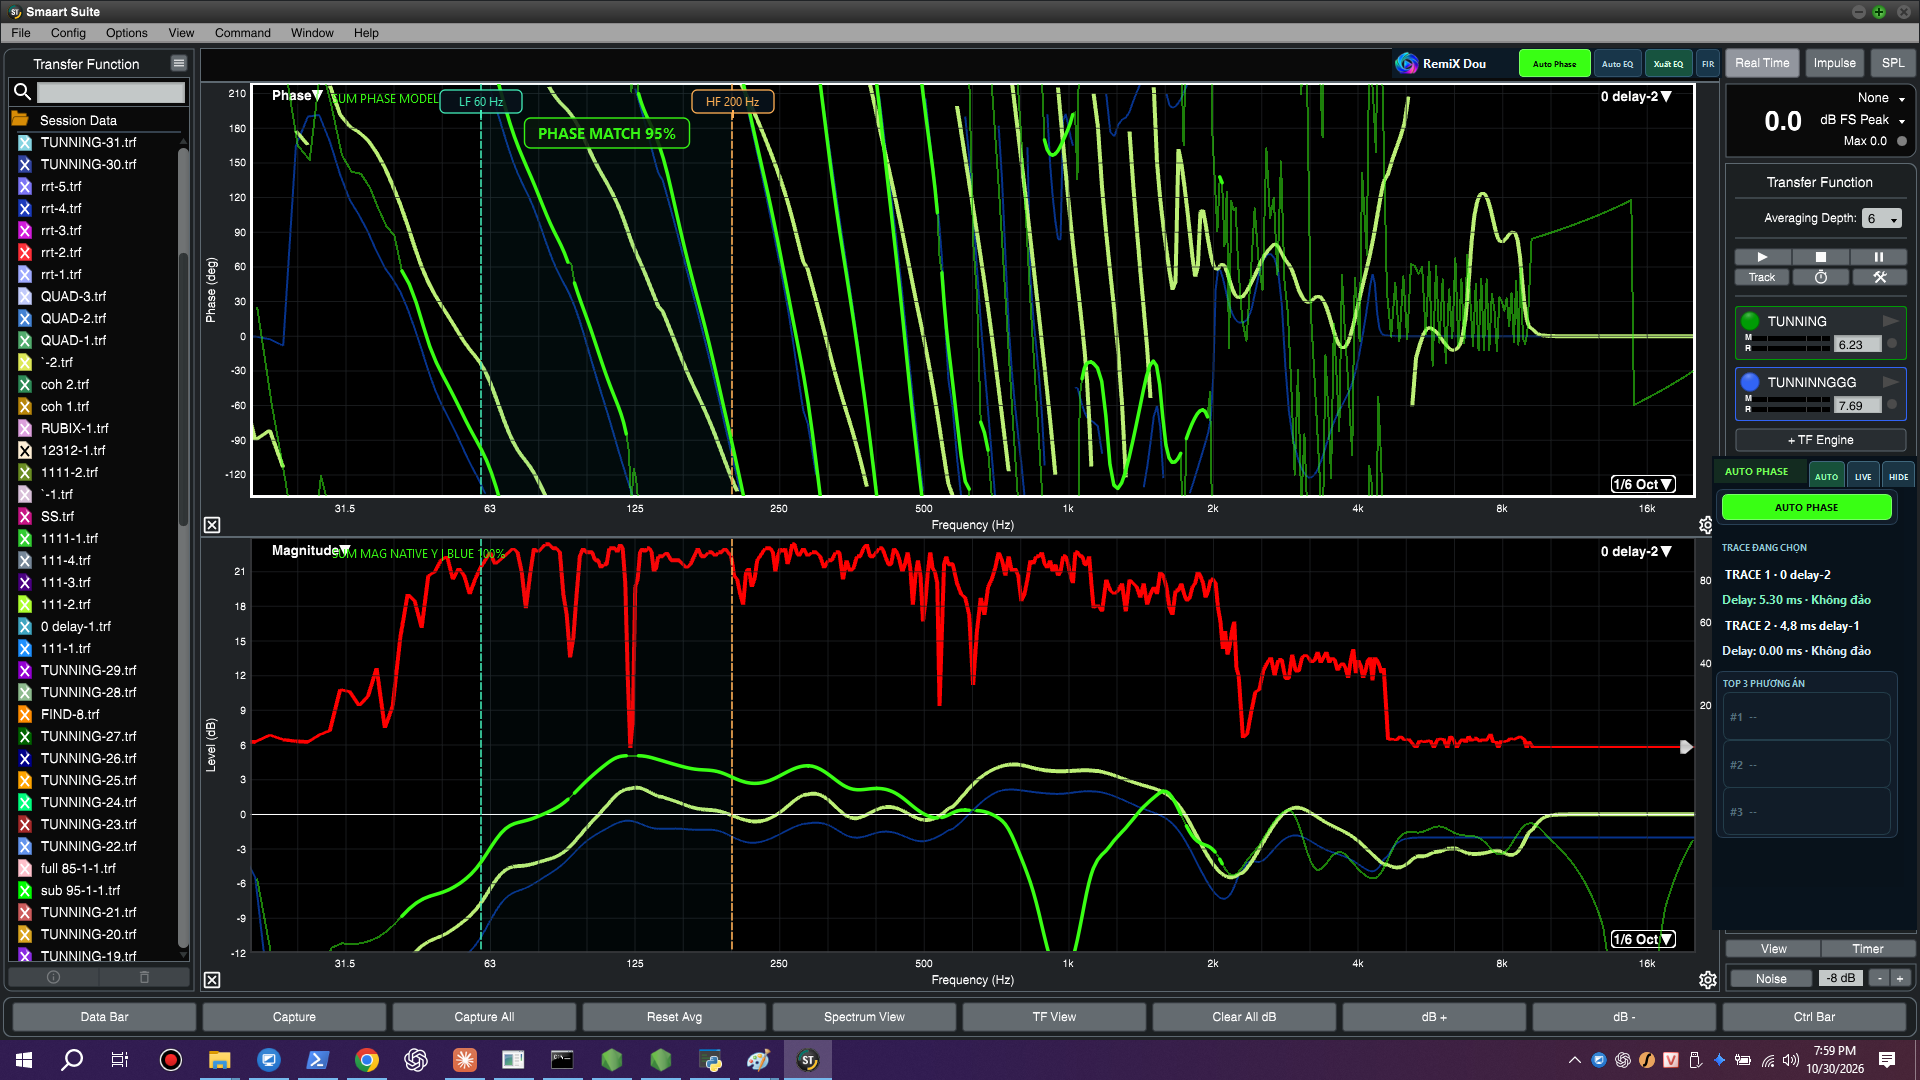 Smaart Suite
File Config Options View Command Window Help
Transfer Function
Session Data
TUNNING-31.trf
TUNNING-30.trf
rrt-5.trf
rrt-4.trf
rrt-3.trf
rrt-2.trf
rrt-1.trf
QUAD-3.trf
QUAD-2.trf
QUAD-1.trf
`-2.trf
coh 2.trf
coh 1.trf
RUBIX-1.trf
12312-1.trf
1111-2.trf
`-1.trf
SS.trf
1111-1.trf
111-4.trf
111-3.trf
111-2.trf
0 delay-1.trf
111-1.trf
TUNNING-29.trf
TUNNING-28.trf
FIND-8.trf
TUNNING-27.trf
TUNNING-26.trf
TUNNING-25.trf
TUNNING-24.trf
TUNNING-23.trf
TUNNING-22.trf
full 85-1-1.trf
sub 95-1-1.trf
TUNNING-21.trf
TUNNING-20.trf
TUNNING-19.trf
RemiX Dou
Auto Phase Auto EQ Xuất EQ FIR
Phase▼ SUM PHASE MODEL LF 60 Hz HF 200 Hz 0 delay-2▼
PHASE MATCH 95%
210
180
150
120
90
60
30
0
-30
-60
-90
-120
Phase (deg)
1/6 Oct▼
31.5 63 125 250 500 1k 2k 4k 8k 16k
Frequency (Hz)
Magnitude▼ SUM MAG NATIVE Y | BLUE 100% 0 delay-2▼
21
18
15
12
9
6
3
0
-3
-6
-9
-12
Level (dB)
80
60
40
20
1/6 Oct▼
31.5 63 125 250 500 1k 2k 4k 8k 16k
Frequency (Hz)
Real Time Impulse SPL
None
0.0 dB FS Peak
Max 0.0
Transfer Function
Averaging Depth: 6
Track
TUNNING
M
R 6.23
TUNNINNGGG
M
R 7.69
+ TF Engine
AUTO PHASE AUTO LIVE HIDE
AUTO PHASE
TRACE ĐANG CHỌN
TRACE 1 · 0 delay-2
Delay: 5.30 ms · Không đảo
TRACE 2 · 4,8 ms delay-1
Delay: 0.00 ms · Không đảo
TOP 3 PHƯƠNG ÁN
#1 --
#2 --
#3 --
View Timer
Noise -8 dB - +
Data Bar Capture Capture All Reset Avg Spectrum View TF View Clear All dB dB + dB - Ctrl Bar
7:59 PM
10/30/2026